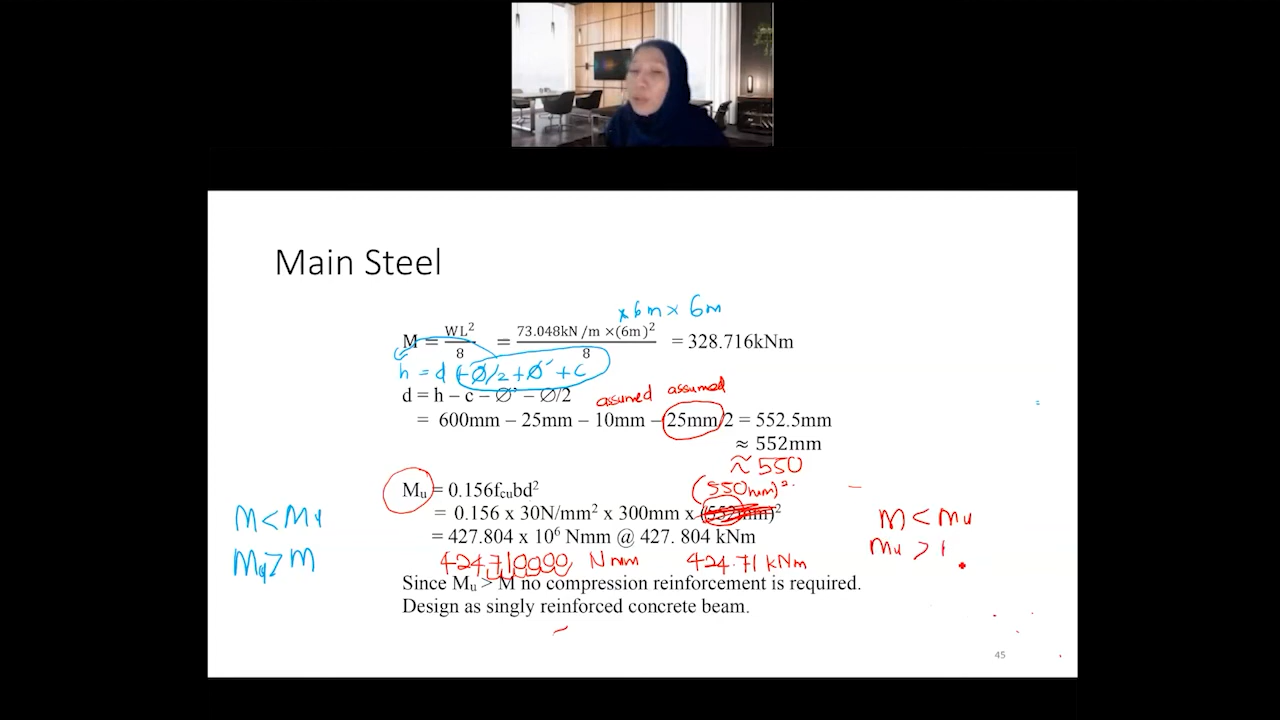 Main Steel
× 6m × 6m
M = WL²/8 = 73.048kN /m ×(6m)²/8 = 328.716kNm
h = d + Ø/2 + Ø' + c
d = h – c – Ø' – Ø/2
assumed assumed
= 600mm – 25mm – 10mm – 25mm/2 = 552.5mm
≈ 552mm
≈ 550
(550mm)²
Mu = 0.156fcubd²
= 0.156 x 30N/mm² x 300mm x (552mm)²
M < Mu
M < Mu
= 427.804 x 10⁶ Nmm @ 427. 804 kNm
Mu > M
Mu >
424710000 Nmm 424.71 kNm
Since Mu > M no compression reinforcement is required.
Design as singly reinforced concrete beam.
45